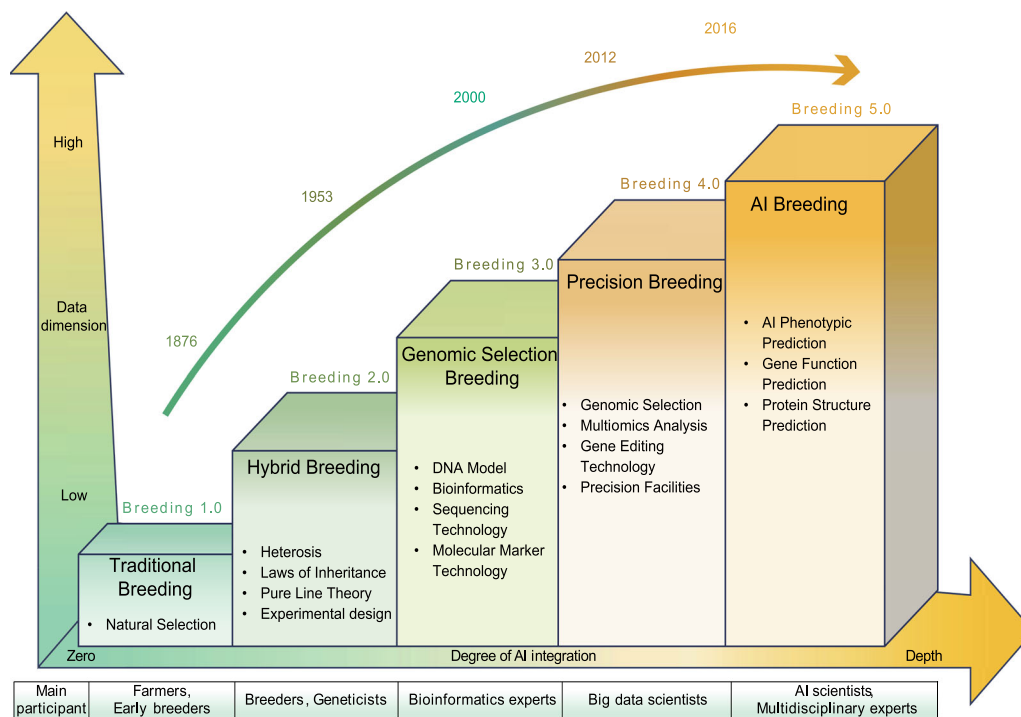 2016
2012
2000
1953
1876
High
Data
dimension
Low
Breeding 1.0
Traditional
Breeding
• Natural Selection
Breeding 2.0
Hybrid Breeding
• Heterosis
• Laws of Inheritance
• Pure Line Theory
• Experimental design
Breeding 3.0
Genomic Selection
Breeding
• DNA Model
• Bioinformatics
• Sequencing
Technology
• Molecular Marker
Technology
Breeding 4.0
Precision Breeding
• Genomic Selection
• Multiomics Analysis
• Gene Editing
Technology
• Precision Facilities
Breeding 5.0
AI Breeding
• AI Phenotypic
Prediction
• Gene Function
Prediction
• Protein Structure
Prediction
Zero
Degree of AI integration
Depth
Main
participant
Farmers,
Early breeders
Breeders, Geneticists
Bioinformatics experts
Big data scientists
AI scientists,
Multidisciplinary experts